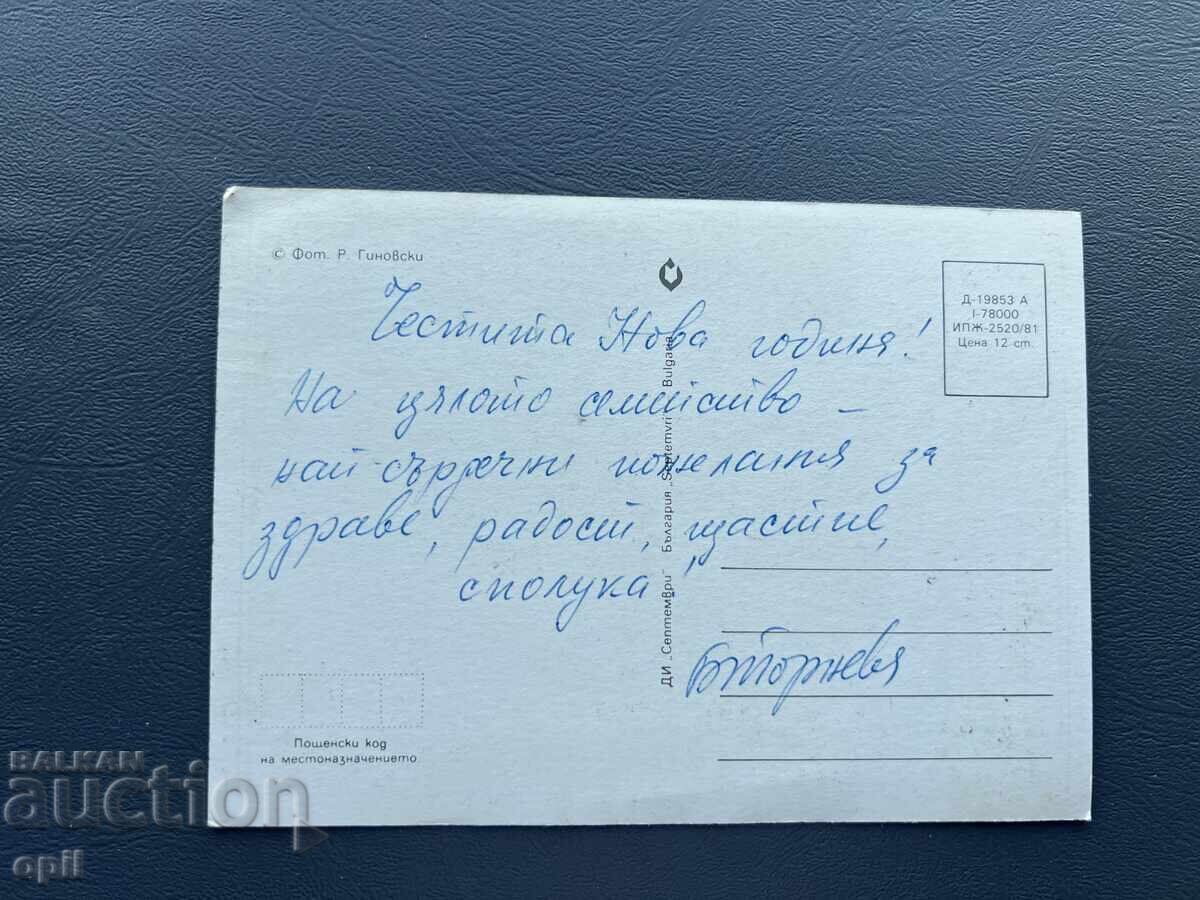 © Фот. Р. Гиновски
Д-19853 А
I-78000
ИПЖ-2520/81
Цена 12 ст.
Честита Нова година!
На цялото семейство –
най-сърдечни пожелания за
здраве, радост, щастие,
сполука!
ДИ „Септември" България „Septemvri" Bulgaria
Пощенски код
на местоназначението
BALKAN
auction
opil